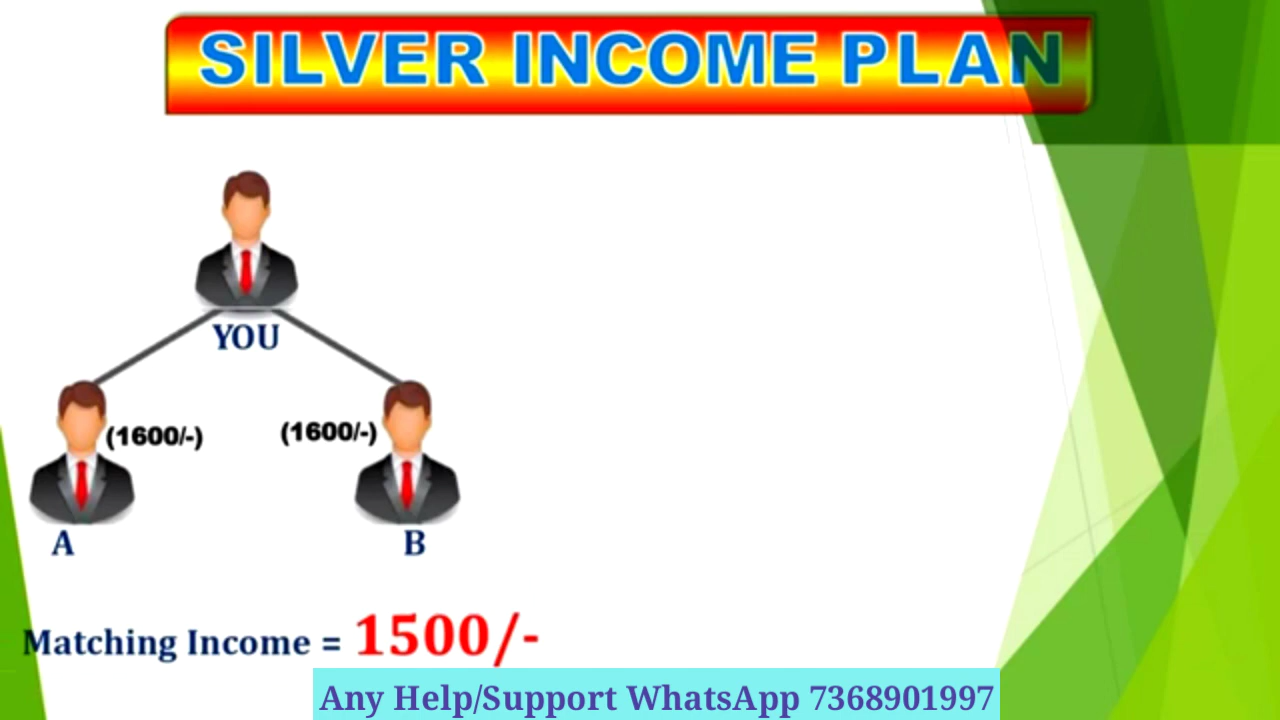 SILVER INCOME PLAN
YOU
(1600/-) (1600/-)
A B
Matching Income = 1500/-
Any Help/Support WhatsApp 7368901997